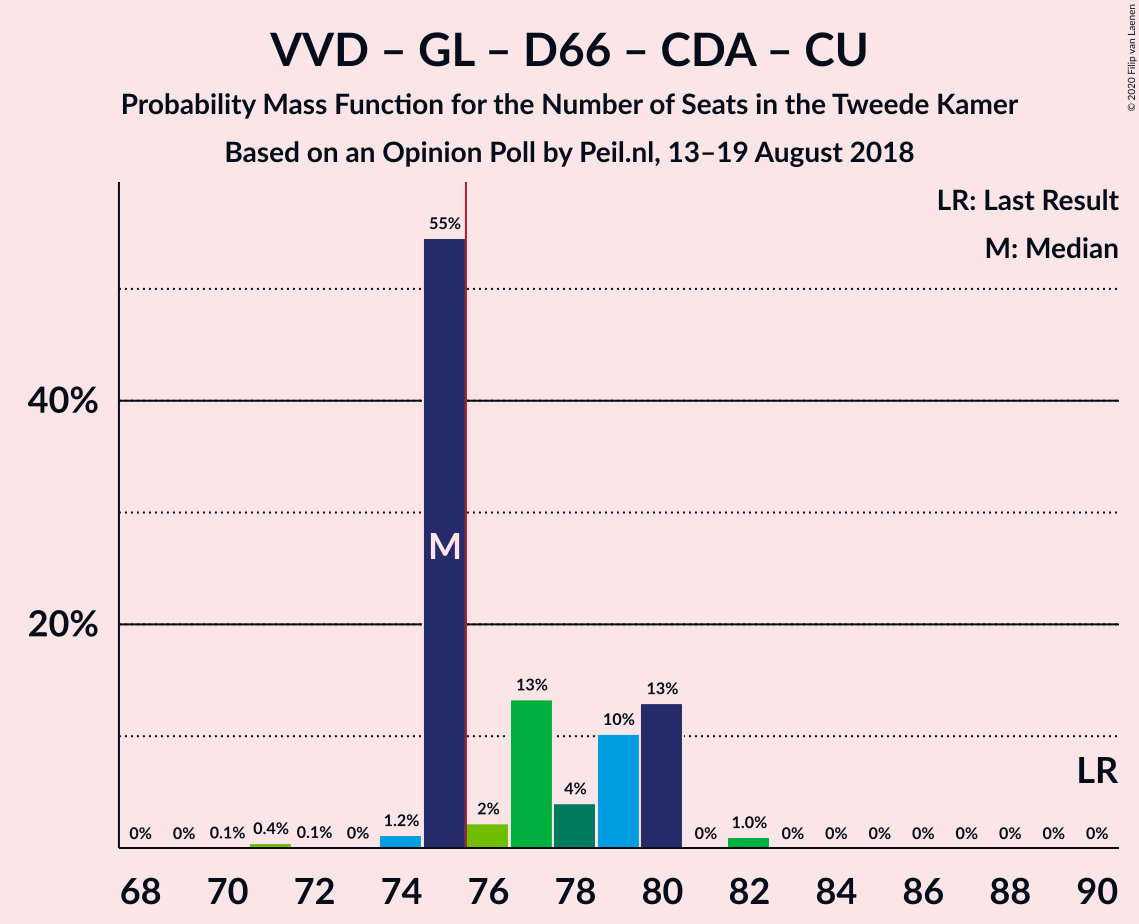 VVD – GL – D66 – CDA – CU
Probability Mass Function for the Number of Seats in the Tweede Kamer
Based on an Opinion Poll by Peil.nl, 13–19 August 2018
© 2020 Filip van Laenen
LR: Last Result
M: Median
40%
20%
0% 0% 0.1% 0.4% 0.1% 0% 1.2% 55% 2% 13% 4% 10% 13% 0% 1.0% 0% 0% 0% 0% 0% 0% 0% 0%
M
LR
68 70 72 74 76 78 80 82 84 86 88 90